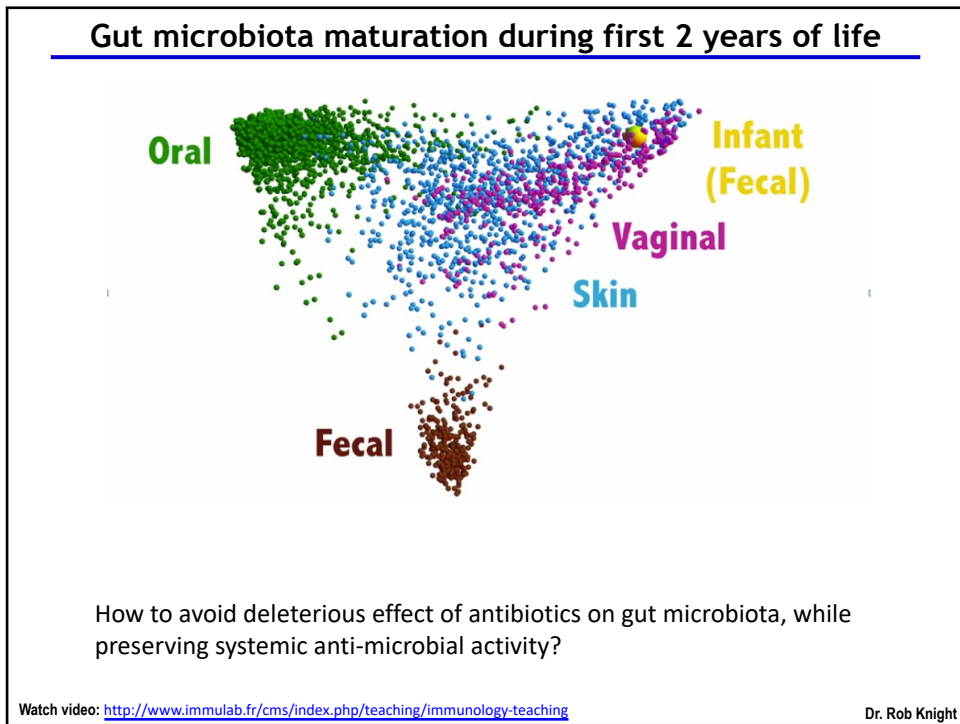 Gut microbiota maturation during first 2 years of life
Oral
Infant
(Fecal)
Vaginal
Skin
Fecal
How to avoid deleterious effect of antibiotics on gut microbiota, while
preserving systemic anti-microbial activity?
Watch video: http://www.immulab.fr/cms/index.php/teaching/immunology-teaching
Dr. Rob Knight